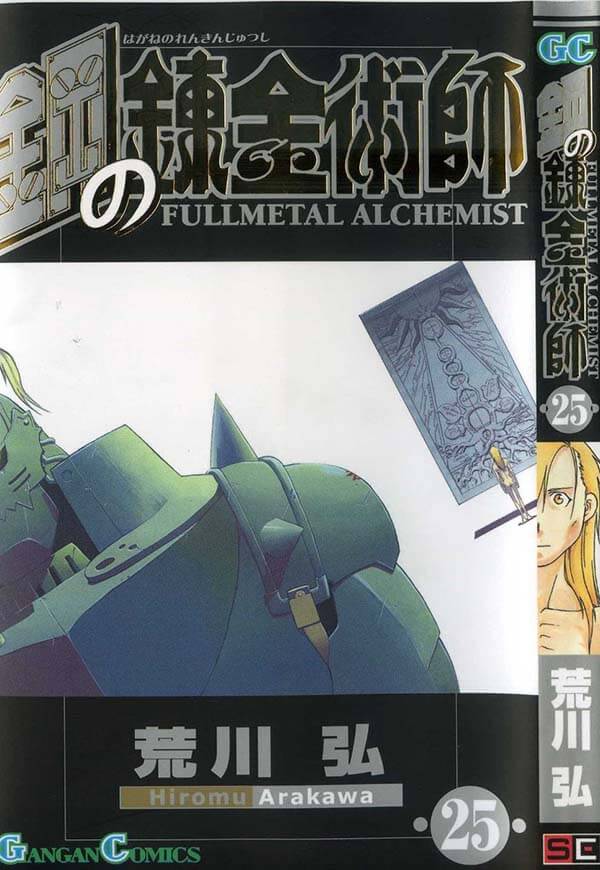 はがねのれんきんじゅつし
鋼の錬金術師
FULLMETAL ALCHEMIST
荒川 弘
Hiromu Arakawa
25
GANGAN COMICS
GC
鋼の錬金術師
FULLMETAL ALCHEMIST
25
荒川 弘
SE